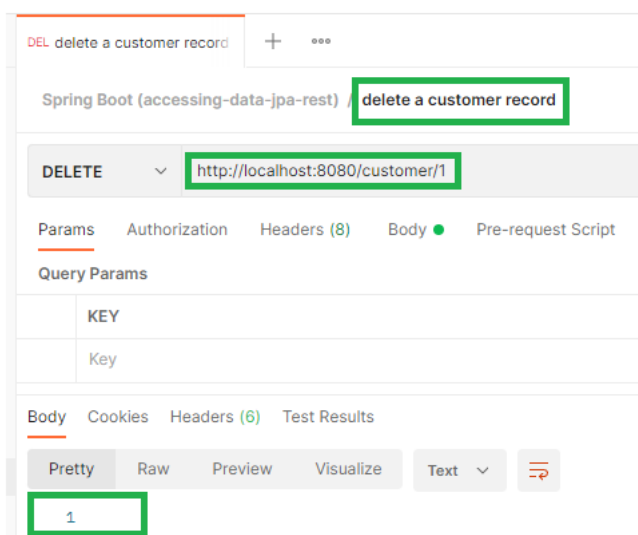 DEL delete a customer record + ooo
Spring Boot (accessing-data-jpa-rest) / delete a customer record
DELETE http://localhost:8080/customer/1
Params Authorization Headers (8) Body Pre-request Script
Query Params
KEY
Key
Body Cookies Headers (6) Test Results
Pretty Raw Preview Visualize Text
1